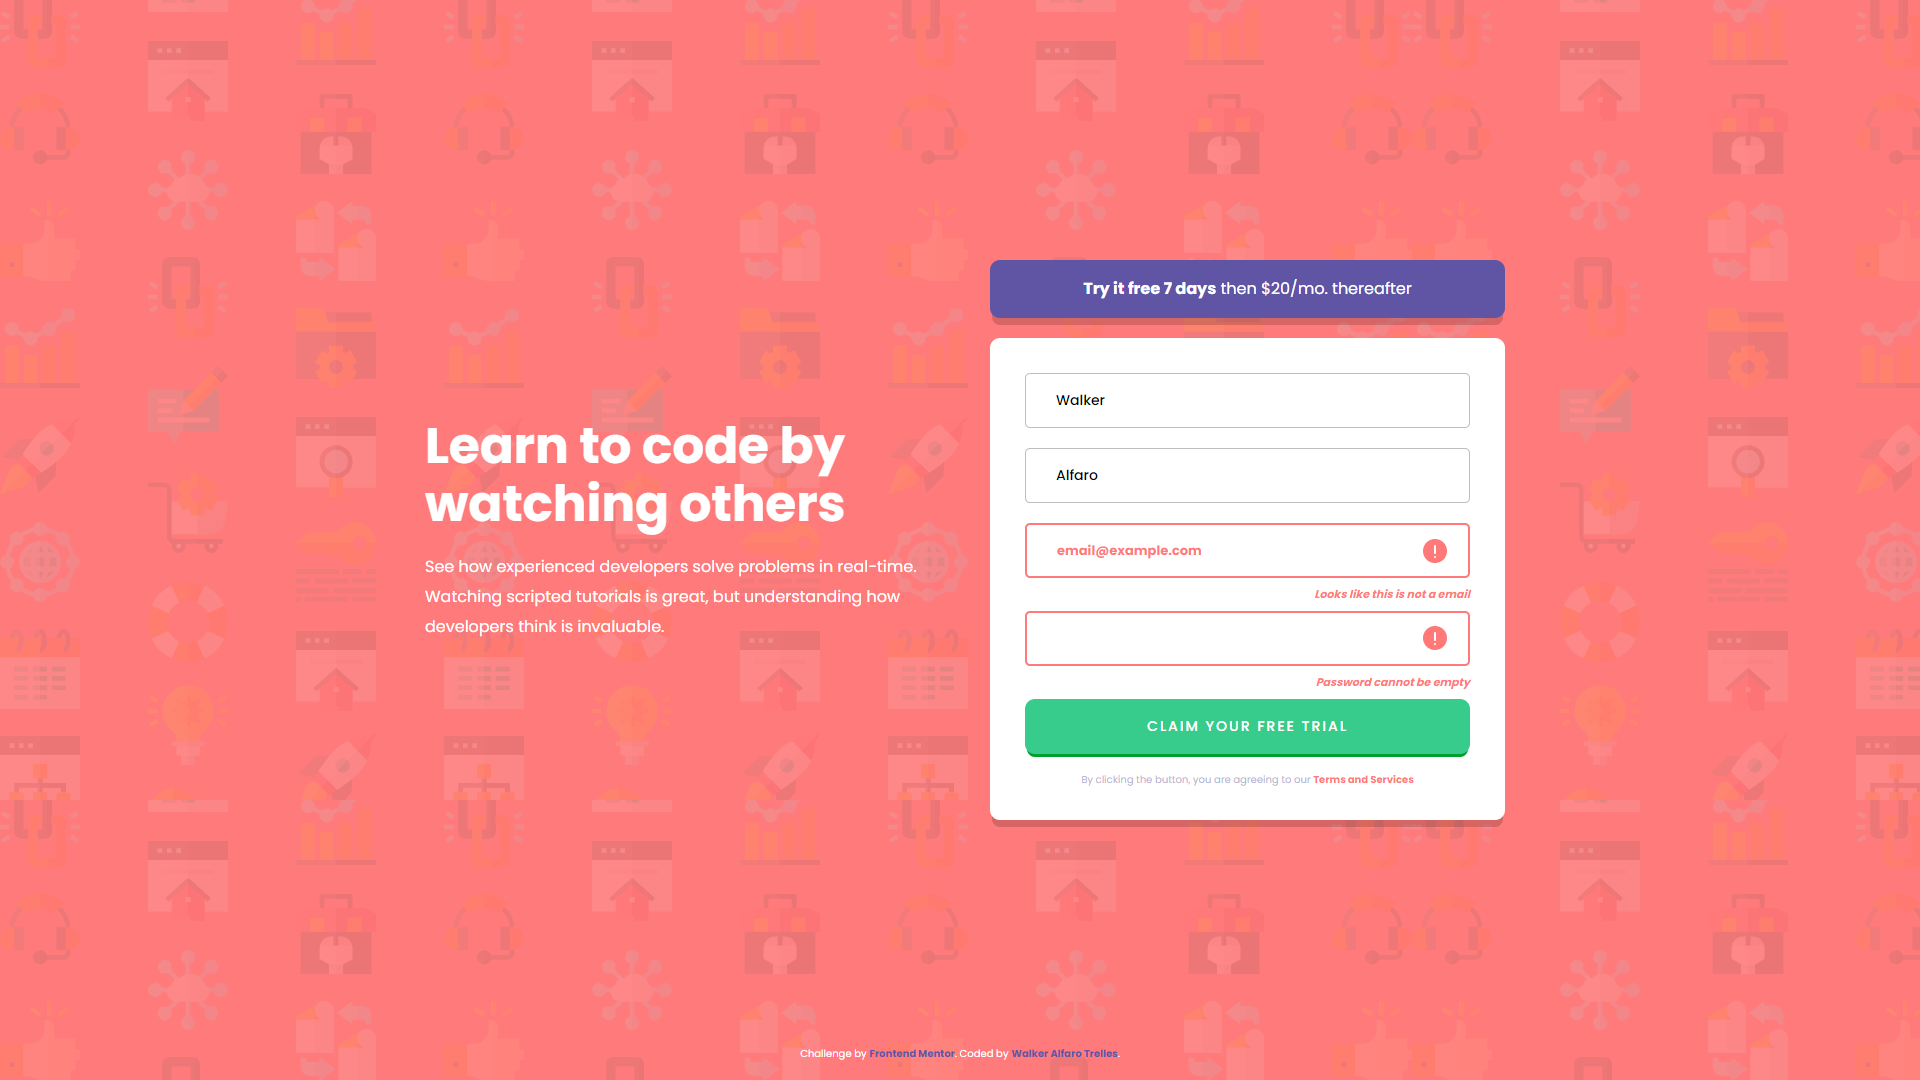 Learn to code by
watching others
See how experienced developers solve problems in real-time.
Watching scripted tutorials is great, but understanding how
developers think is invaluable.
Try it free 7 days then $20/mo. thereafter
Walker
Alfaro
email@example.com
Looks like this is not a email
Password cannot be empty
CLAIM YOUR FREE TRIAL
By clicking the button, you are agreeing to our Terms and Services
Challenge by Frontend Mentor. Coded by Walker Alfaro Trelles.